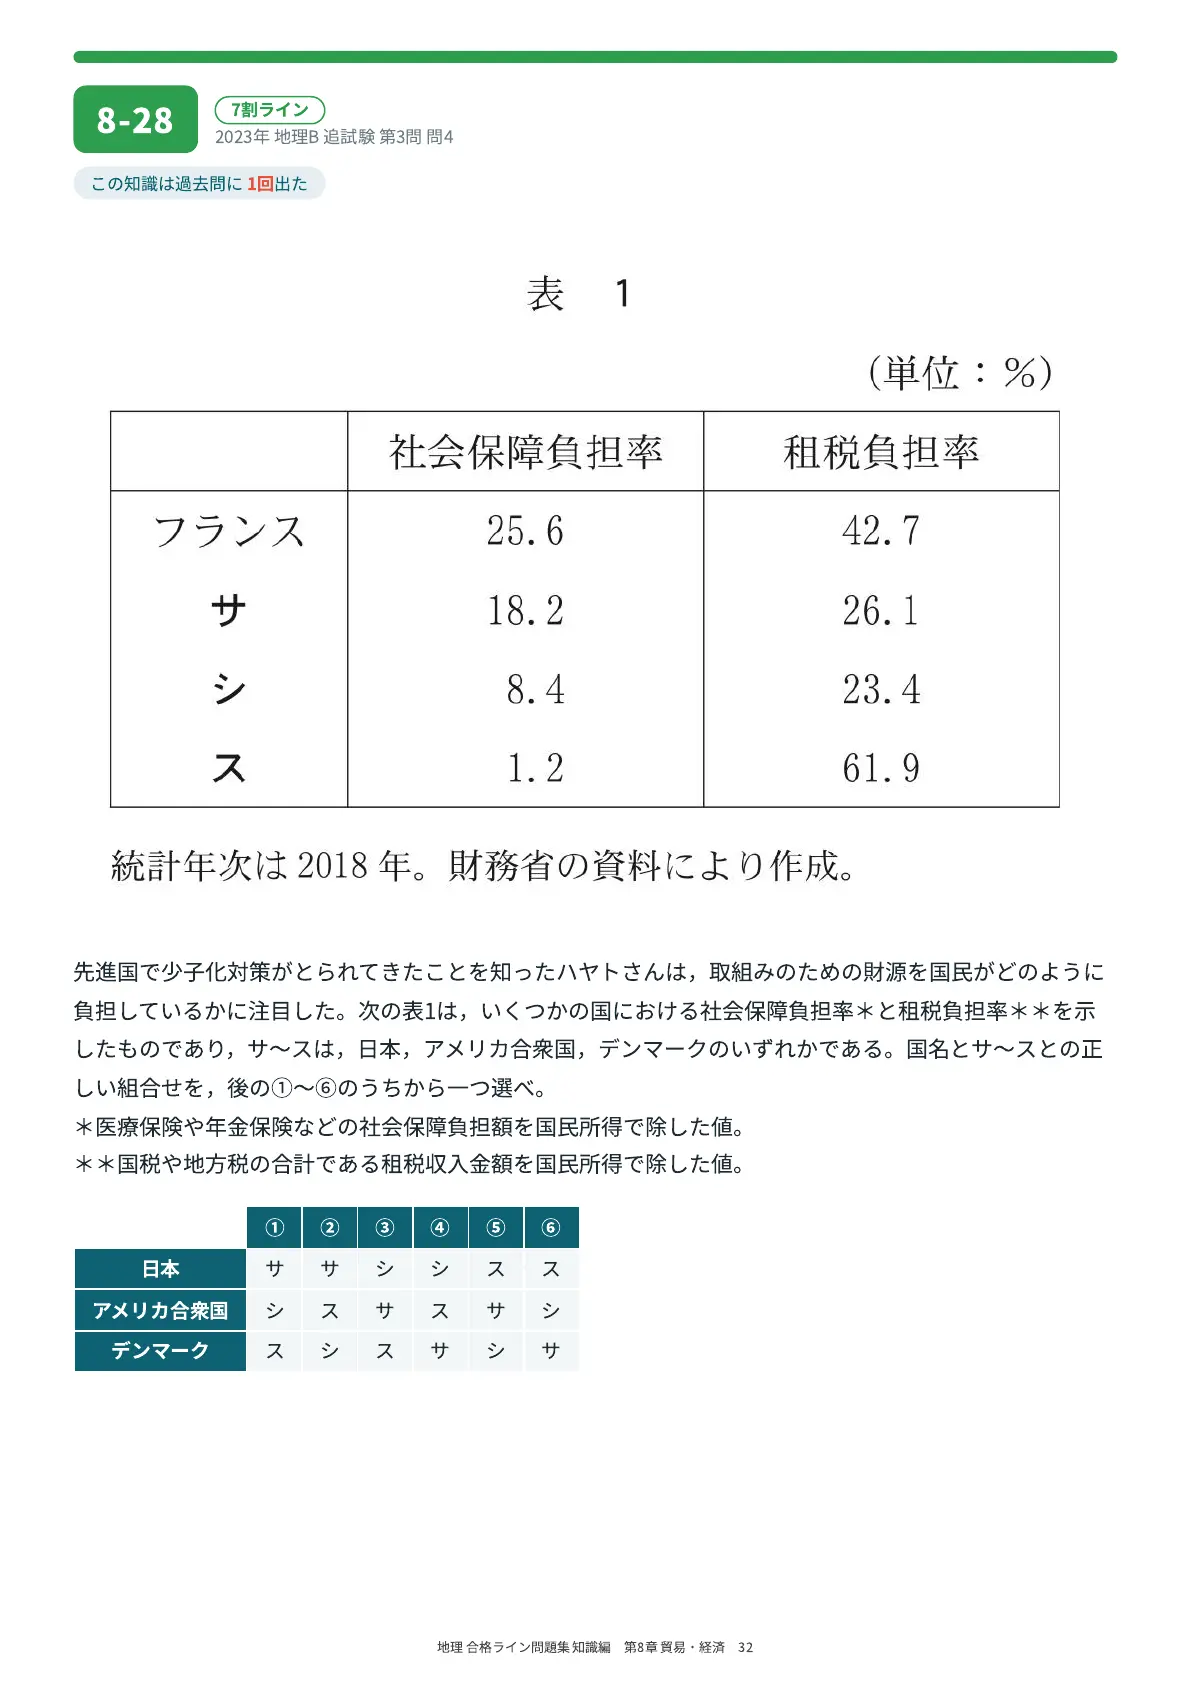 8-28
7割ライン
2023年 地理B 追試験 第3問 問4
この知識は過去問に 1回出た
表 1
(単位：％)
社会保障負担率 租税負担率
フランス 25.6 42.7
サ 18.2 26.1
シ 8.4 23.4
ス 1.2 61.9
統計年次は 2018 年。財務省の資料により作成。
先進国で少子化対策がとられてきたことを知ったハヤトさんは，取組みのための財源を国民がどのように
負担しているかに注目した。次の表1は，いくつかの国における社会保障負担率＊と租税負担率＊＊を示
したものであり，サ～スは，日本，アメリカ合衆国，デンマークのいずれかである。国名とサ～スとの正
しい組合せを，後の①～⑥のうちから一つ選べ。
＊医療保険や年金保険などの社会保障負担額を国民所得で除した値。
＊＊国税や地方税の合計である租税収入金額を国民所得で除した値。
① ② ③ ④ ⑤ ⑥
日本 サ サ シ シ ス ス
アメリカ合衆国 シ ス サ ス サ シ
デンマーク ス シ ス サ シ サ
地理 合格ライン問題集 知識編 第8章 貿易・経済 32